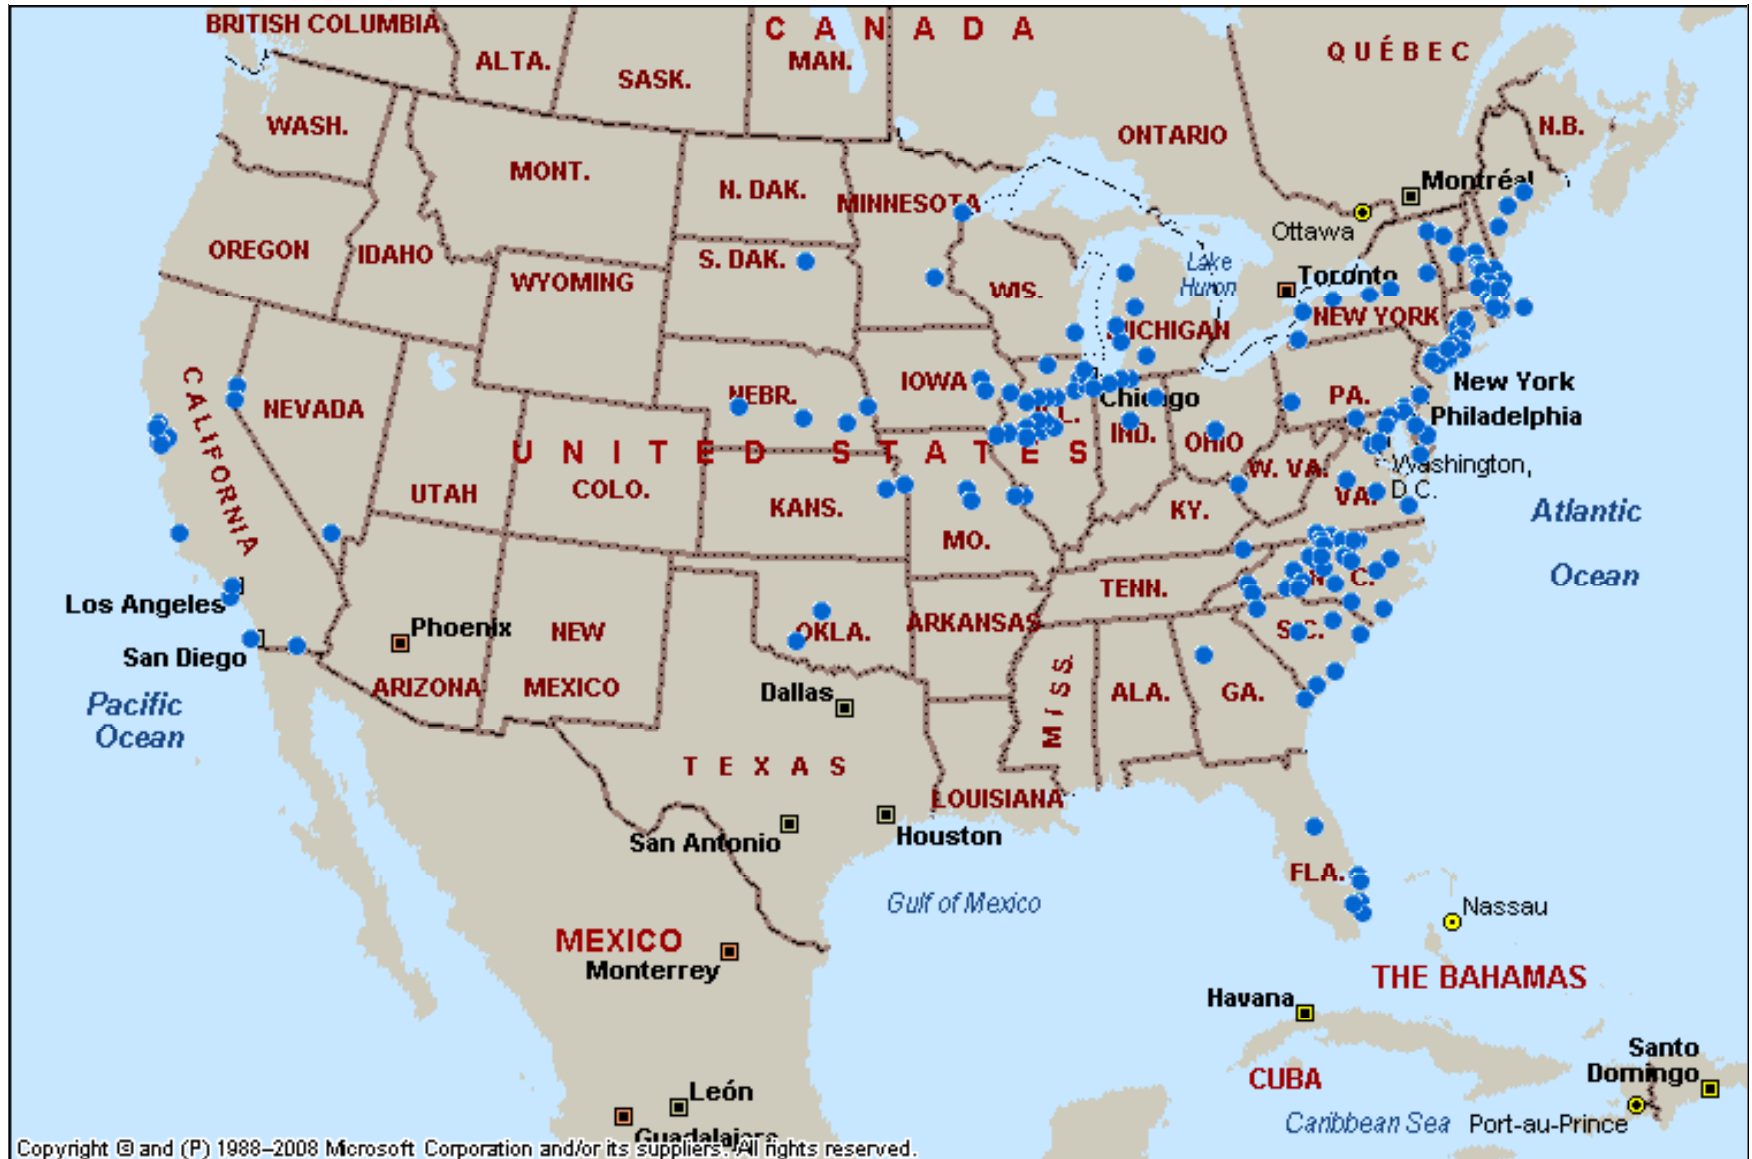 BRITISH COLUMBIA
ALTA.
SASK.
CANADA
MAN.
QUÉBEC
ONTARIO
N.B.
WASH.
MONT.
N. DAK.
MINNESOTA
Montréal
Ottawa
OREGON
IDAHO
S. DAK.
WYOMING
WIS.
Lake
Huron
Toronto
MICHIGAN
NEW YORK
CALIFORNIA
NEVADA
NEBR.
IOWA
Chicago
PA.
New York
Philadelphia
ILL.
IND.
OHIO
UNITED STATES
UTAH
COLO.
KANS.
MO.
KY.
W. VA.
VA.
Washington,
D.C.
Atlantic
Ocean
Los Angeles
San Diego
Phoenix
ARIZONA
NEW
MEXICO
OKLA.
ARKANSAS
TENN.
N. C.
S.C.
Pacific
Ocean
Dallas
MISS.
ALA.
GA.
TEXAS
LOUISIANA
San Antonio
Houston
FLA.
Gulf of Mexico
Nassau
MEXICO
Monterrey
THE BAHAMAS
Havana
CUBA
Santo
Domingo
León
Guadalajara
Caribbean Sea
Port-au-Prince
Copyright © and (P) 1988–2008 Microsoft Corporation and/or its suppliers. All rights reserved.